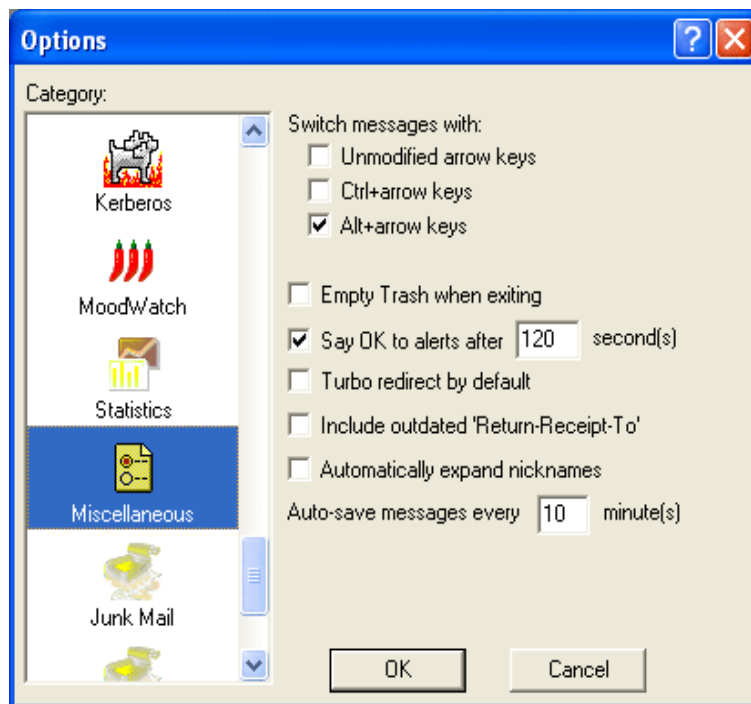 Options
Category:
Kerberos
MoodWatch
Statistics
Miscellaneous
Junk Mail
Switch messages with:
Unmodified arrow keys
Ctrl+arrow keys
Alt+arrow keys
Empty Trash when exiting
Say OK to alerts after 120 second(s)
Turbo redirect by default
Include outdated 'Return-Receipt-To'
Automatically expand nicknames
Auto-save messages every 10 minute(s)
OK Cancel